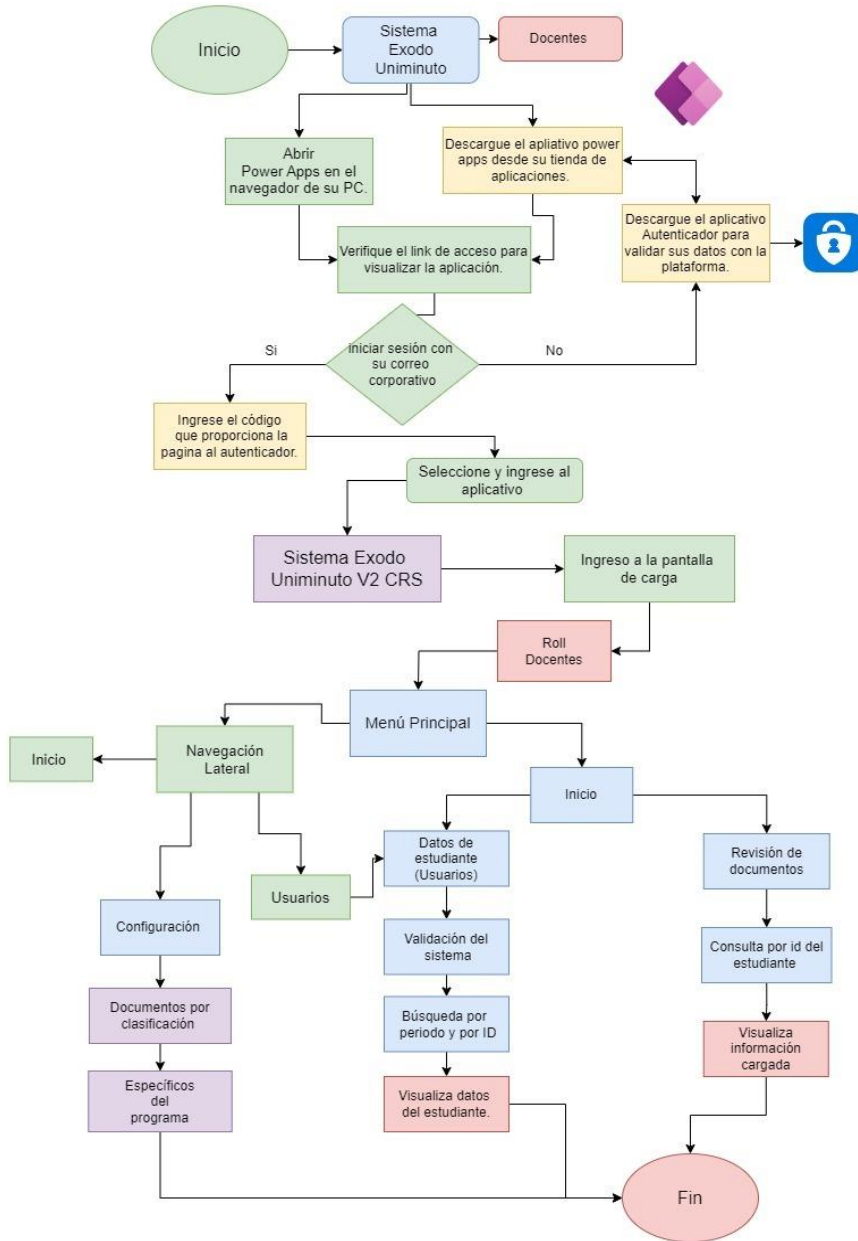 Inicio
Sistema
Exodo
Uniminuto
Docentes
Abrir
Power Apps en el
navegador de su PC.
Descargue el apliativo power
apps desde su tienda de
aplicaciones.
Descargue el aplicativo
Autenticador para
validar sus datos con la
plataforma.
Verifique el link de acceso para
visualizar la aplicación.
Si
iniciar sesión con
su correo
corporativo
No
Ingrese el código
que proporciona la
pagina al autenticador.
Seleccione y ingrese al
aplicativo
Sistema Exodo
Uniminuto V2 CRS
Ingreso a la pantalla
de carga
Roll
Docentes
Menú Principal
Navegación
Lateral
Inicio
Inicio
Datos de
estudiante
(Usuarios)
Revisión de
documentos
Usuarios
Configuración
Validación del
sistema
Consulta por id del
estudiante
Documentos por
clasificación
Búsqueda por
periodo y por ID
Visualiza
información
cargada
Específicos
del
programa
Visualiza datos
del estudiante.
Fin